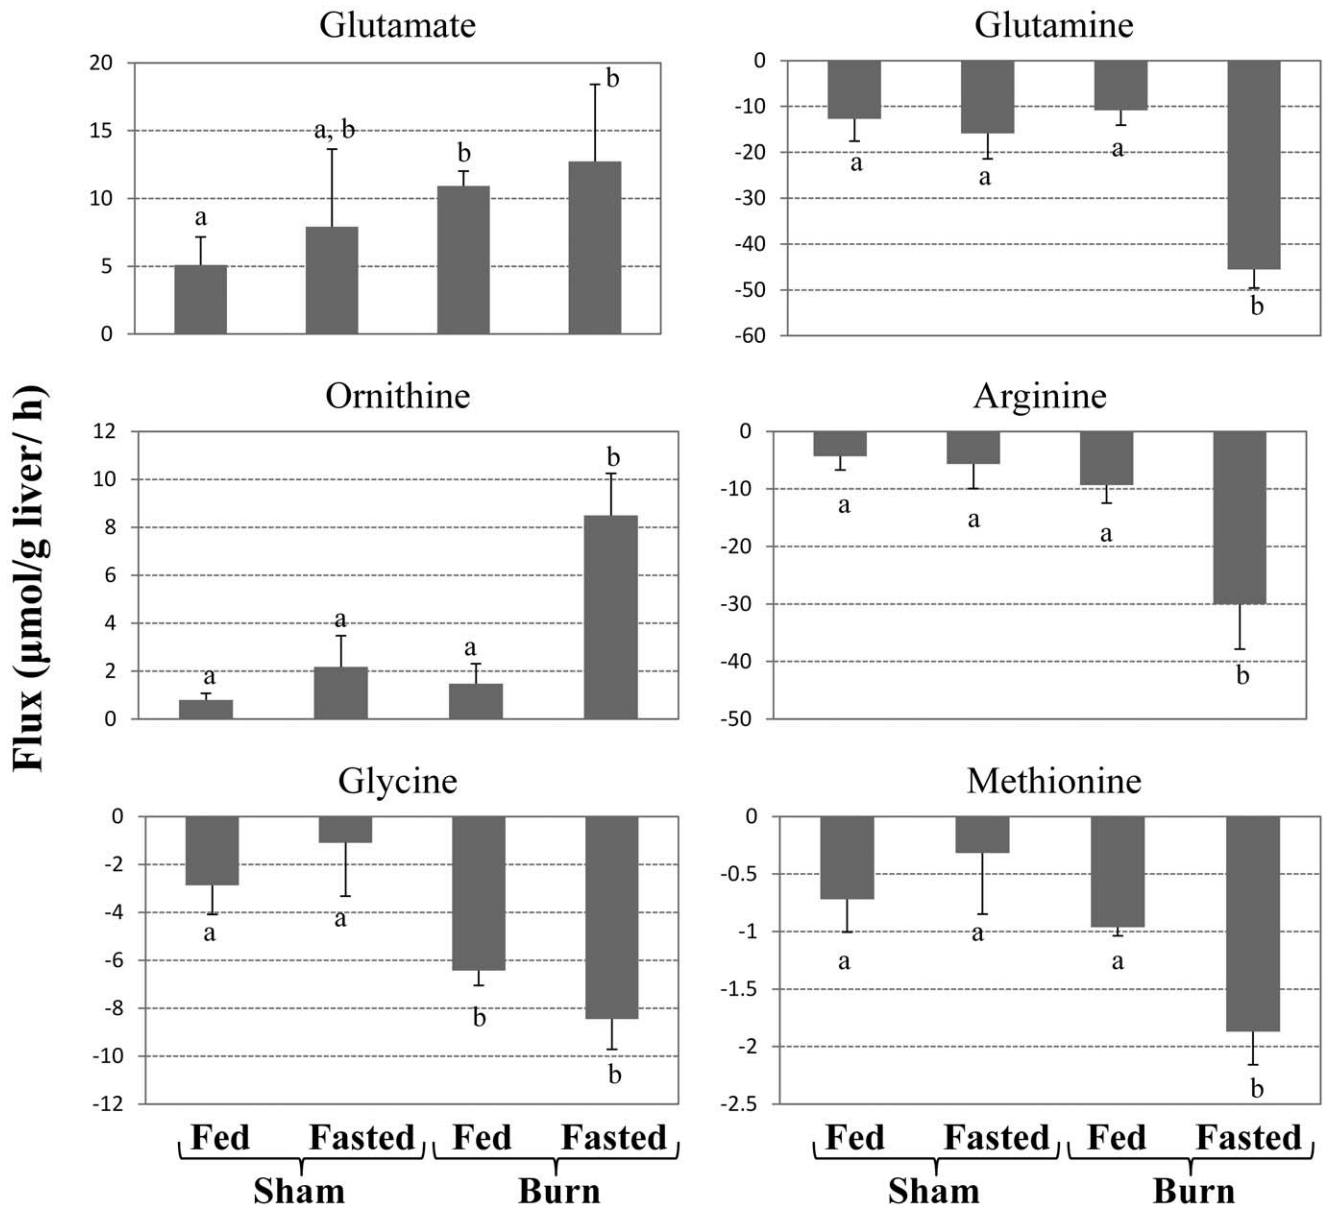 Flux (µmol/g liver/ h)
Glutamate
20
15
10
5
0
a
a, b
b
b
Glutamine
0
-10
-20
-30
-40
-50
-60
a
a
a
b
Ornithine
12
10
8
6
4
2
0
a
a
a
b
Arginine
0
-10
-20
-30
-40
-50
a
a
a
b
Glycine
0
-2
-4
-6
-8
-10
-12
a
a
b
b
Methionine
0
-0.5
-1
-1.5
-2
-2.5
a
a
a
b
Fed Fasted Fed Fasted
Sham Burn
Fed Fasted Fed Fasted
Sham Burn